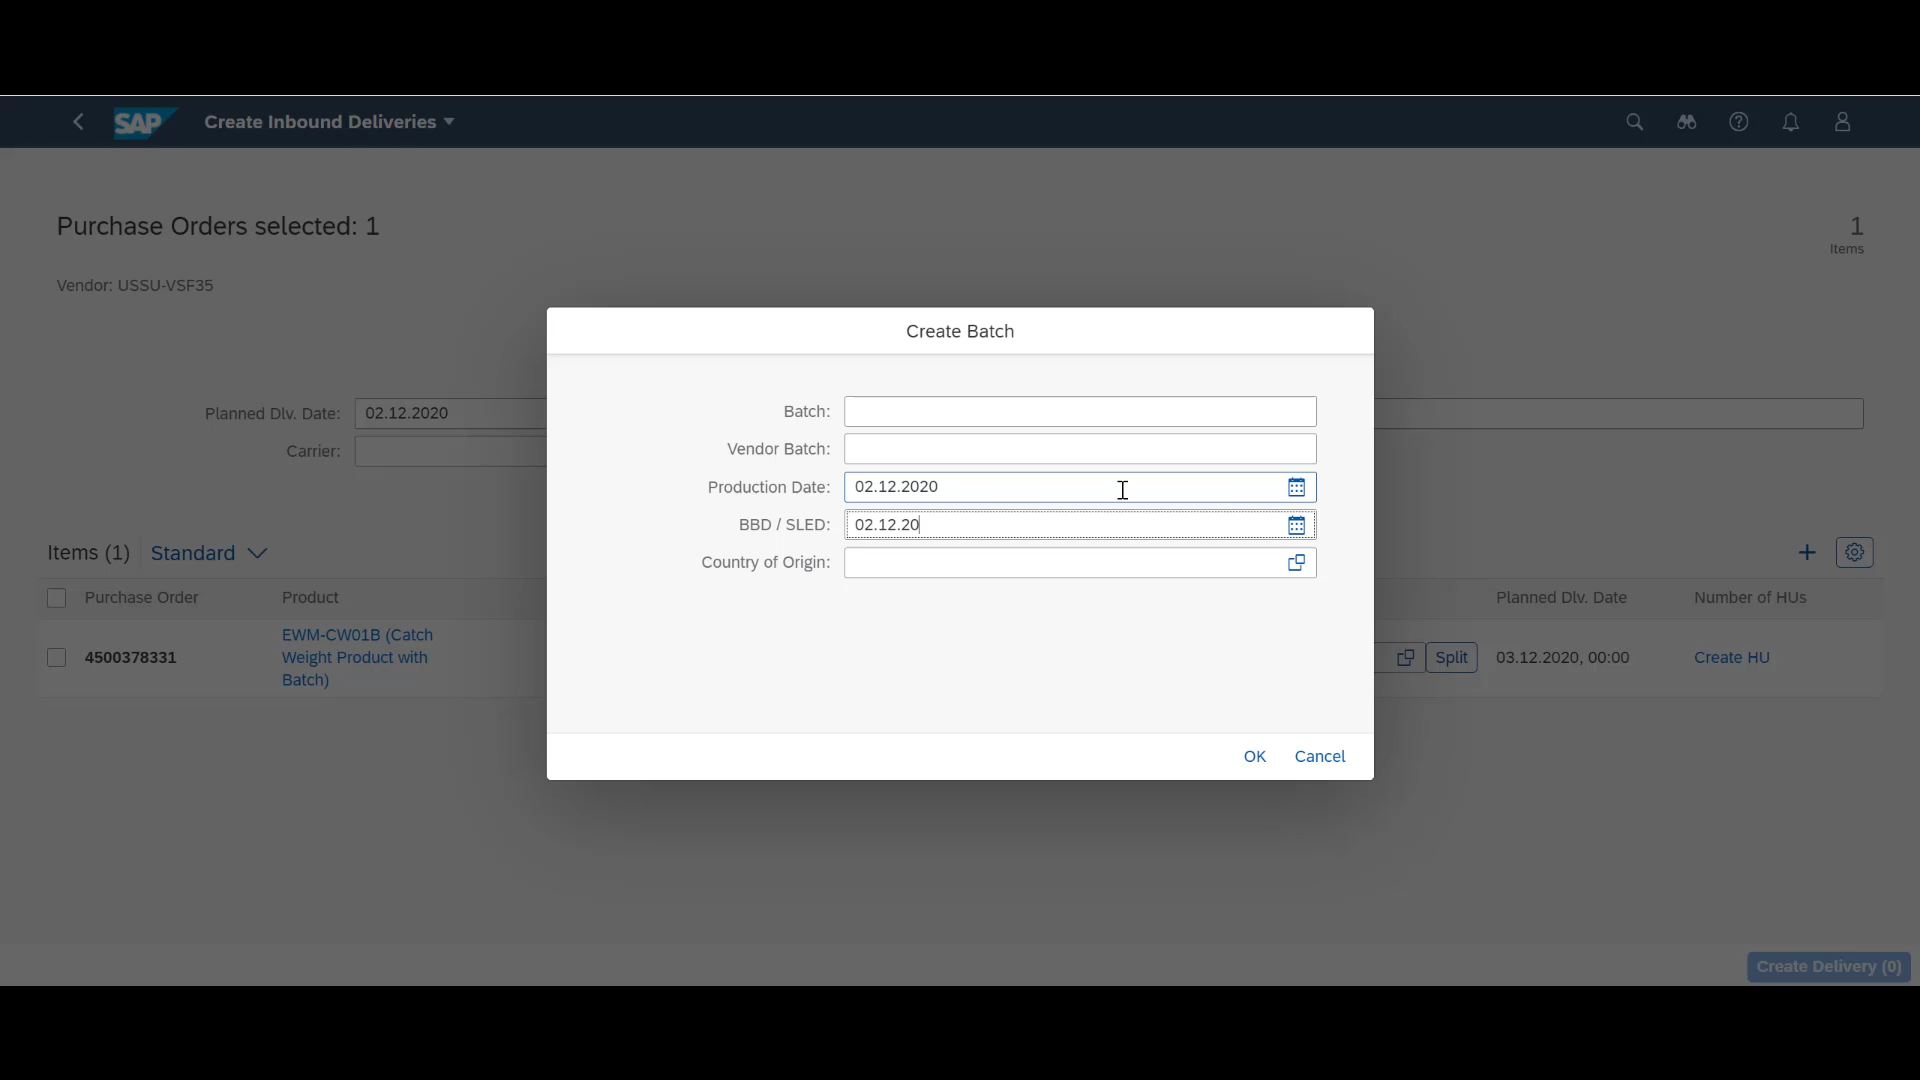 SAP Create Inbound Deliveries
Purchase Orders selected: 1
1
Items
Vendor: USSU-VSF35
Create Batch
Batch:
Planned Dlv. Date: 02.12.2020
Vendor Batch:
Carrier:
Production Date: 02.12.2020
BBD / SLED: 02.12.20
Country of Origin:
Items (1) Standard
Purchase Order Product Planned Dlv. Date Number of HUs
EWM-CW01B (Catch
4500378331 Weight Product with Split 03.12.2020, 00:00 Create HU
Batch)
OK Cancel
Create Delivery (0)